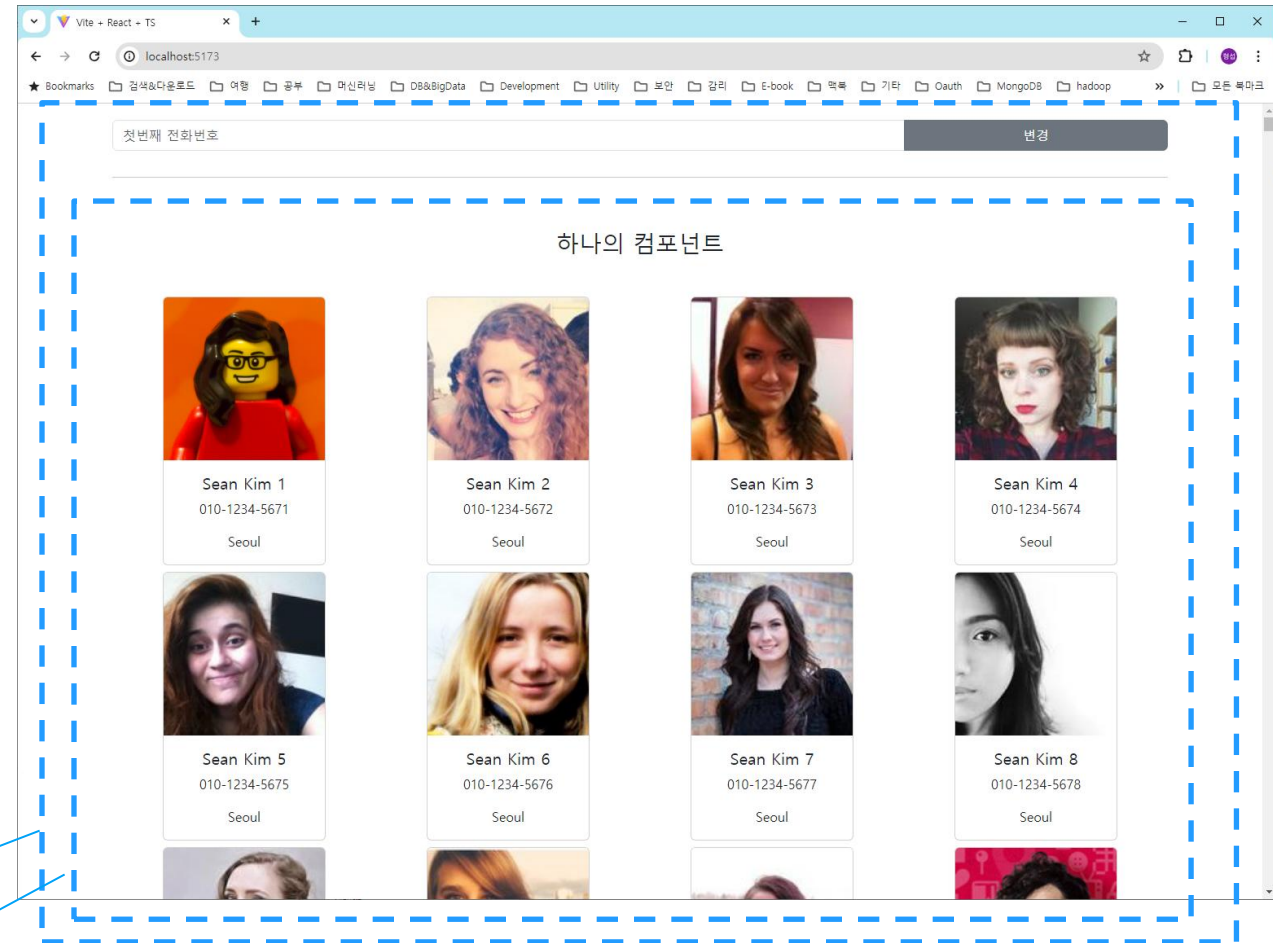 Vite + React + TS
localhost:5173
Bookmarks 검색&다운로드 여행 공부 머신러닝 DB&BigData Development Utility 보안 감리 E-book 맥북 기타 Oauth MongoDB hadoop » 모든 북마크
첫번째 전화번호 변경
하나의 컴포넌트
Sean Kim 1 Sean Kim 2 Sean Kim 3 Sean Kim 4
010-1234-5671 010-1234-5672 010-1234-5673 010-1234-5674
Seoul Seoul Seoul Seoul
Sean Kim 5 Sean Kim 6 Sean Kim 7 Sean Kim 8
010-1234-5675 010-1234-5676 010-1234-5677 010-1234-5678
Seoul Seoul Seoul Seoul